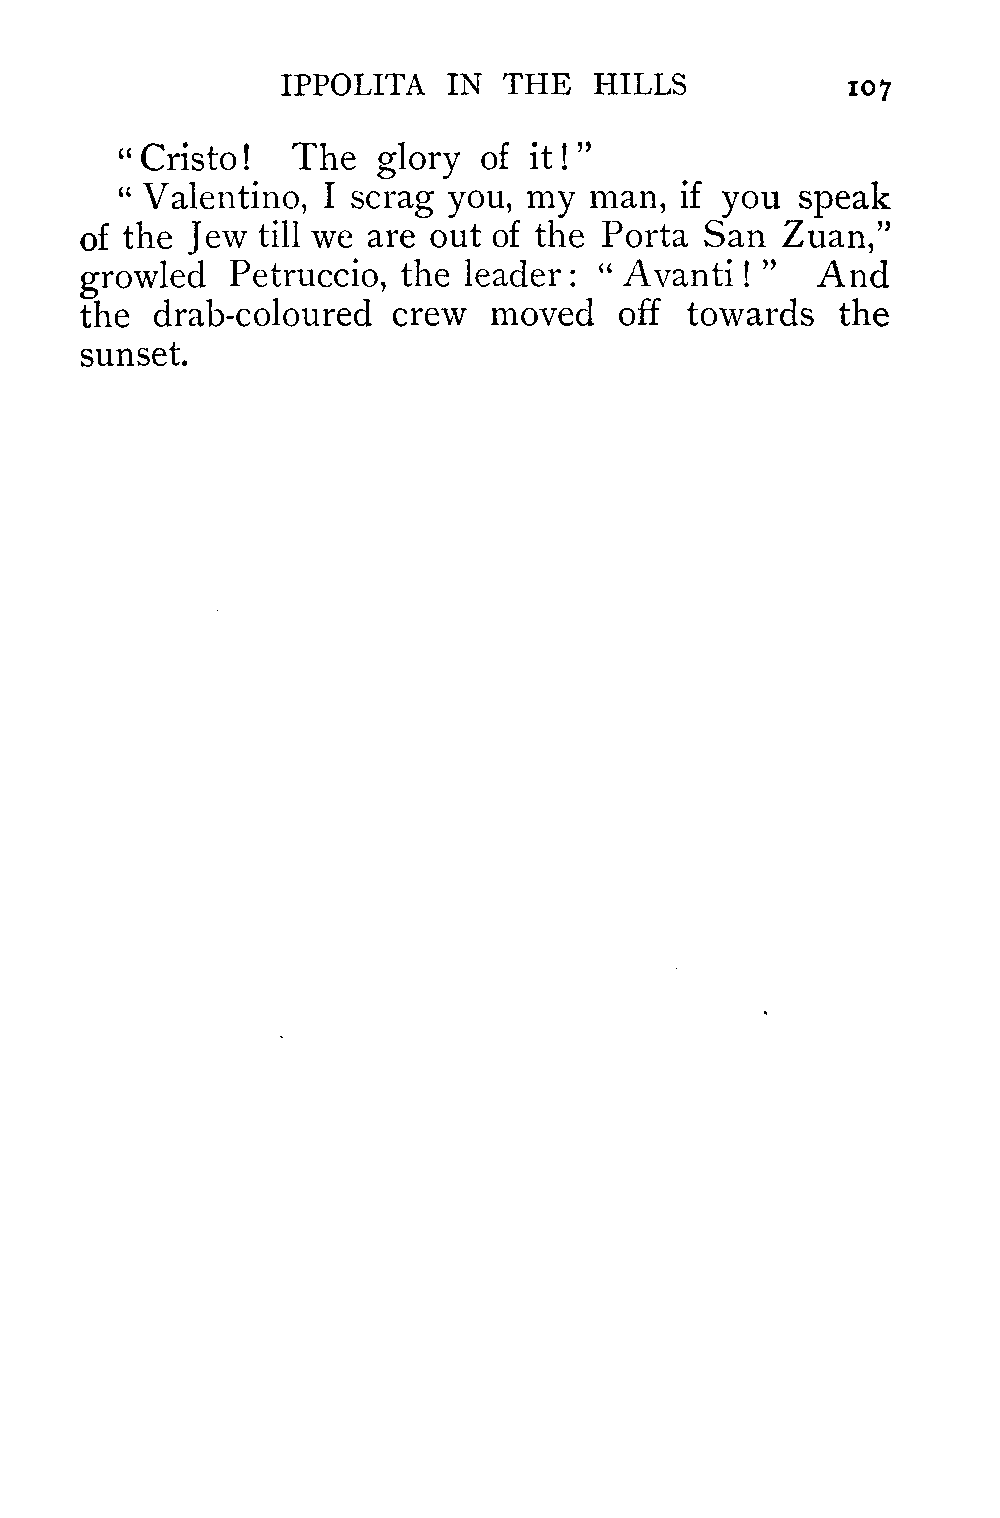 IPPOLITA IN THE HILLS 107
“Cristo! The glory of it!”
“Valentino, I scrag you, my man, if you speak
of the Jew till we are out of the Porta San Zuan,”
growled Petruccio, the leader: “Avanti!” And
the drab-coloured crew moved off towards the
sunset.